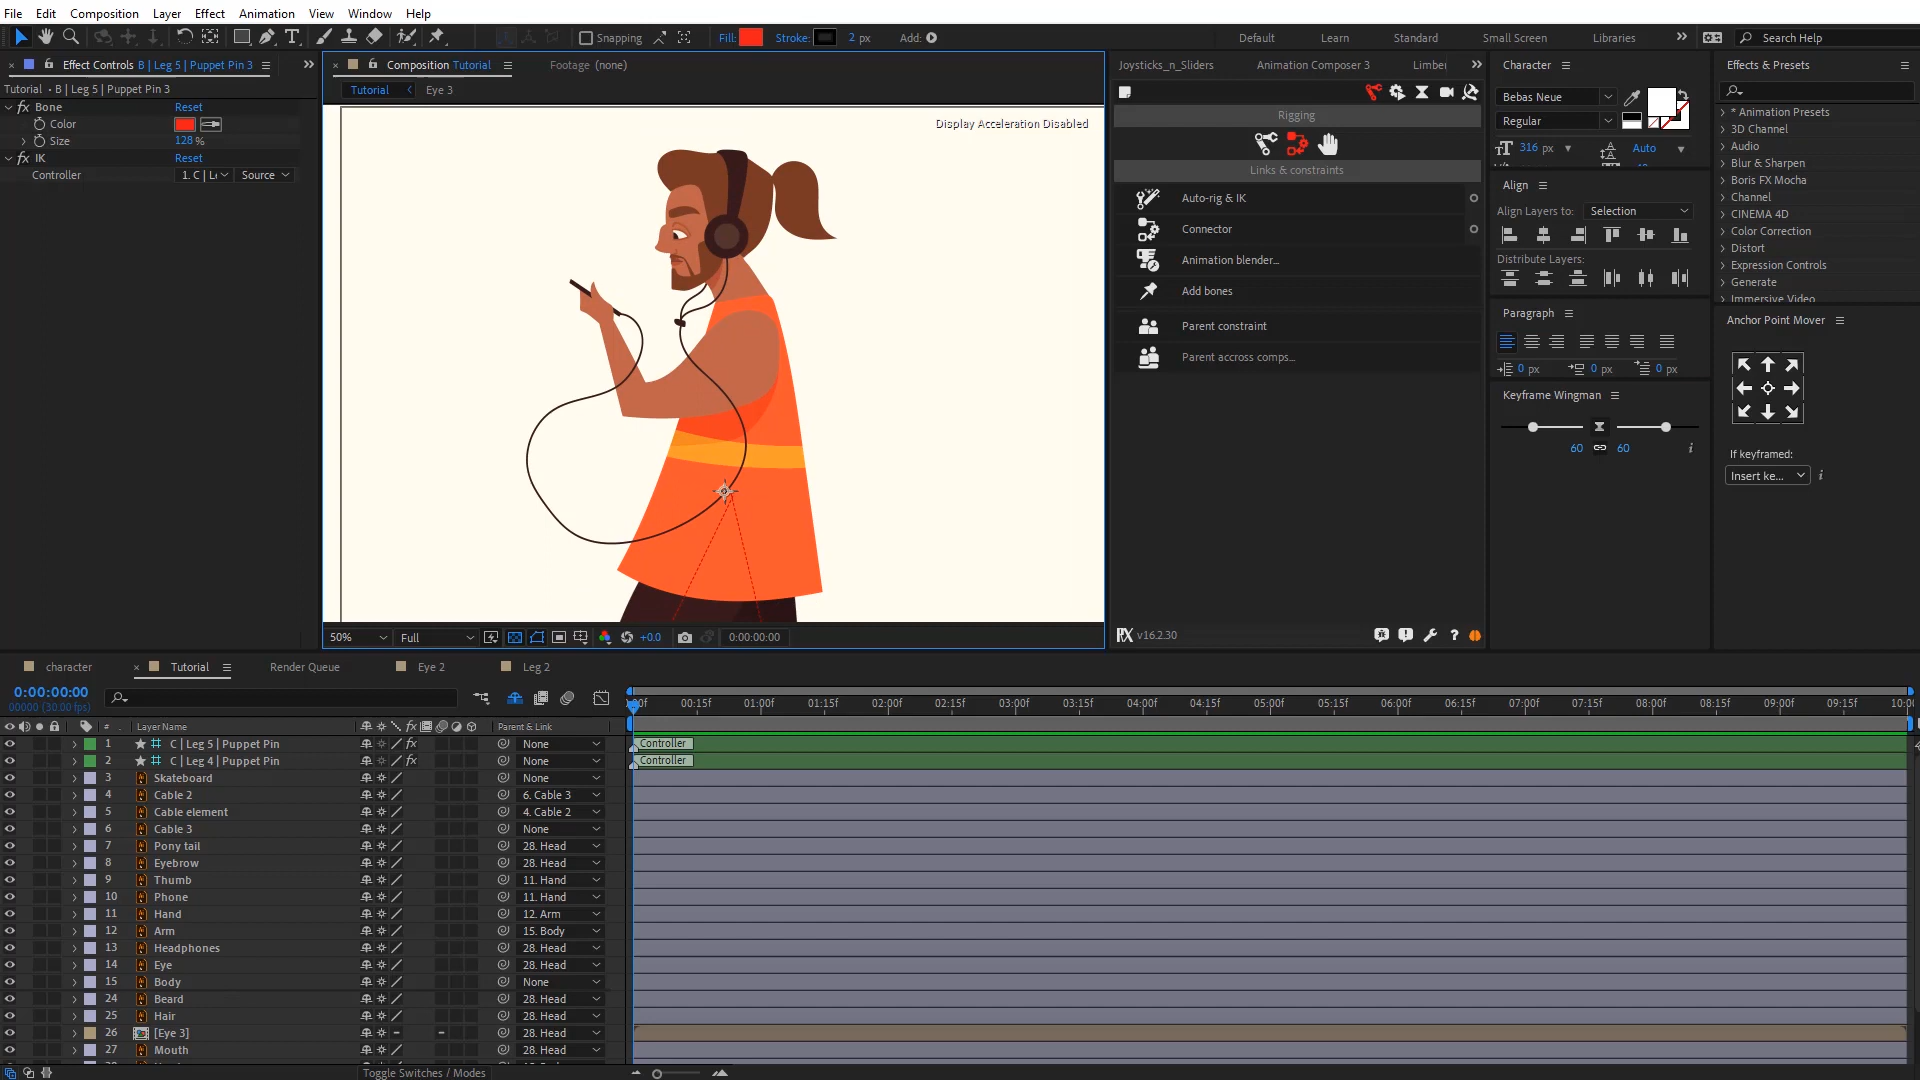 File Edit Composition Layer Effect Animation View Window Help
Snapping Fill: Stroke: 2 px Add: Default Learn Standard Small Screen Libraries Search Help
Effect Controls B | Leg 5 | Puppet Pin 3
Tutorial • B | Leg 5 | Puppet Pin 3
fx Bone Reset
Color
Size 128 %
fx IK Reset
Controller 1. C | L Source
Composition Tutorial Footage (none)
Tutorial Eye 3
Display Acceleration Disabled
50% Full +0.0 0:00:00:00
Joysticks_n_Sliders Animation Composer 3 Limber
Rigging
Links & constraints
Auto-rig & IK
Connector
Animation blender...
Add bones
Parent constraint
Parent accross comps...
v16.2.30
Character
Bebas Neue
Regular
316 px Auto
Align
Align Layers to: Selection
Distribute Layers:
Paragraph
0 px 0 px 0 px
Keyframe Wingman
60 60
Effects & Presets
* Animation Presets
3D Channel
Audio
Blur & Sharpen
Boris FX Mocha
Channel
CINEMA 4D
Color Correction
Distort
Expression Controls
Generate
Immersive Video
Anchor Point Mover
If keyframed:
Insert ke...
character Tutorial Render Queue Eye 2 Leg 2
0:00:00:00
00000 (30.00 fps)
:00f 00:15f 01:00f 01:15f 02:00f 02:15f 03:00f 03:15f 04:00f 04:15f 05:00f 05:15f 06:00f 06:15f 07:00f 07:15f 08:00f 08:15f 09:15f 10:0
# Layer Name fx Parent & Link
1 C | Leg 5 | Puppet Pin fx None Controller
2 C | Leg 4 | Puppet Pin fx None Controller
3 Skateboard None
4 Cable 2 6. Cable 3
5 Cable element 4. Cable 2
6 Cable 3 None
7 Pony tail 28. Head
8 Eyebrow 28. Head
9 Thumb 11. Hand
10 Phone 11. Hand
11 Hand 12. Arm
12 Arm 15. Body
13 Headphones 28. Head
14 Eye 28. Head
15 Body None
24 Beard 28. Head
25 Hair 28. Head
26 [Eye 3] 28. Head
27 Mouth 28. Head
Toggle Switches / Modes